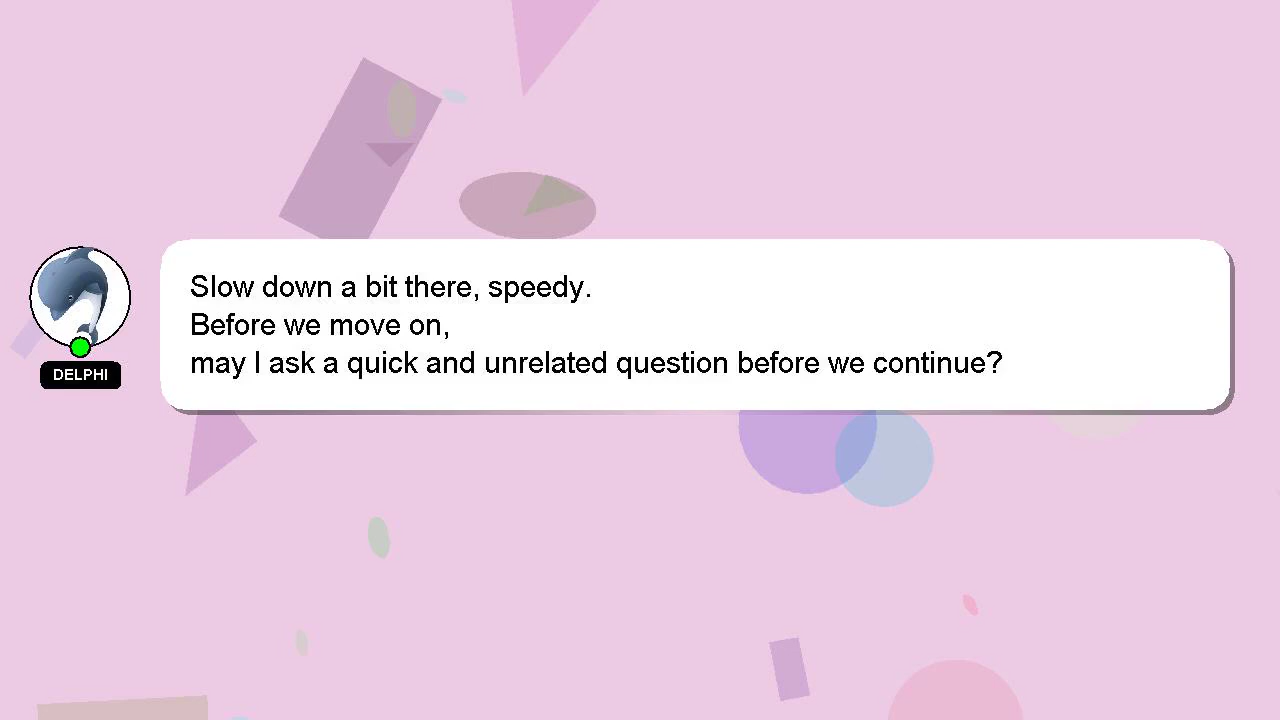 Slow down a bit there, speedy.
Before we move on,
may I ask a quick and unrelated question before we continue?
DELPHI